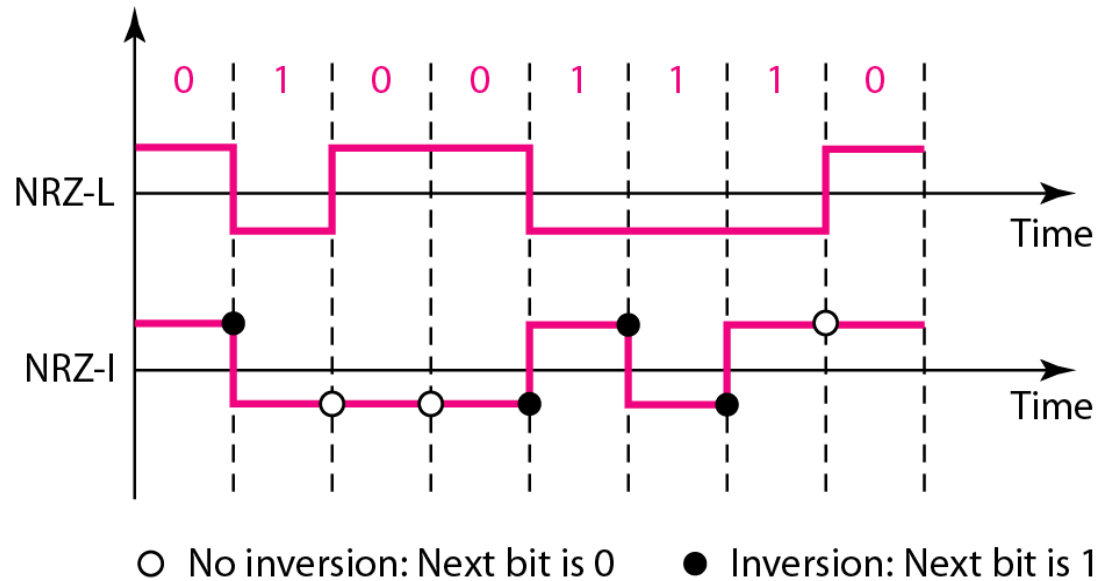 0 1 0 0 1 1 1 0
NRZ-L
Time
NRZ-I
Time
No inversion: Next bit is 0
Inversion: Next bit is 1